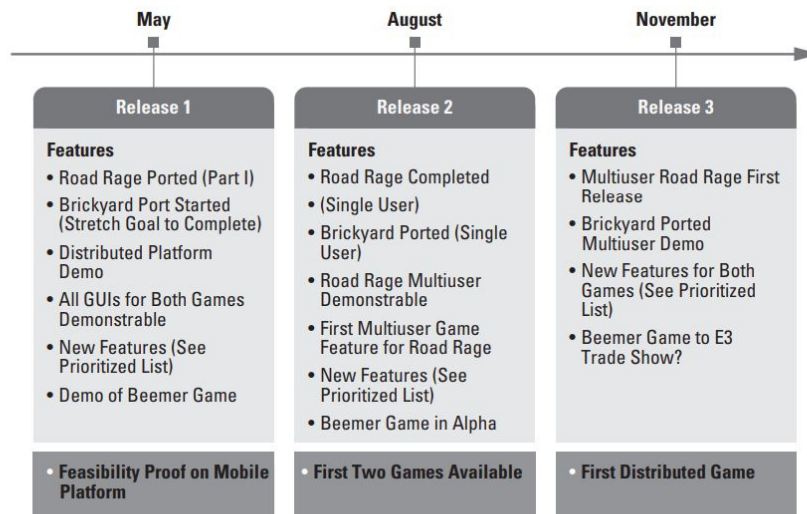 May
August
November
Release 1
Features
• Road Rage Ported (Part I)
• Brickyard Port Started
(Stretch Goal to Complete)
• Distributed Platform
Demo
• All GUIs for Both Games
Demonstrable
• New Features (See
Prioritized List)
• Demo of Beemer Game
• Feasibility Proof on Mobile
Platform
Release 2
Features
• Road Rage Completed
• (Single User)
• Brickyard Ported (Single
User)
• Road Rage Multiuser
Demonstrable
• First Multiuser Game
Feature for Road Rage
• New Features (See
Prioritized List)
• Beemer Game in Alpha
• First Two Games Available
Release 3
Features
• Multiuser Road Rage First
Release
• Brickyard Ported
Multiuser Demo
• New Features for Both
Games (See Prioritized
List)
• Beemer Game to E3
Trade Show?
• First Distributed Game